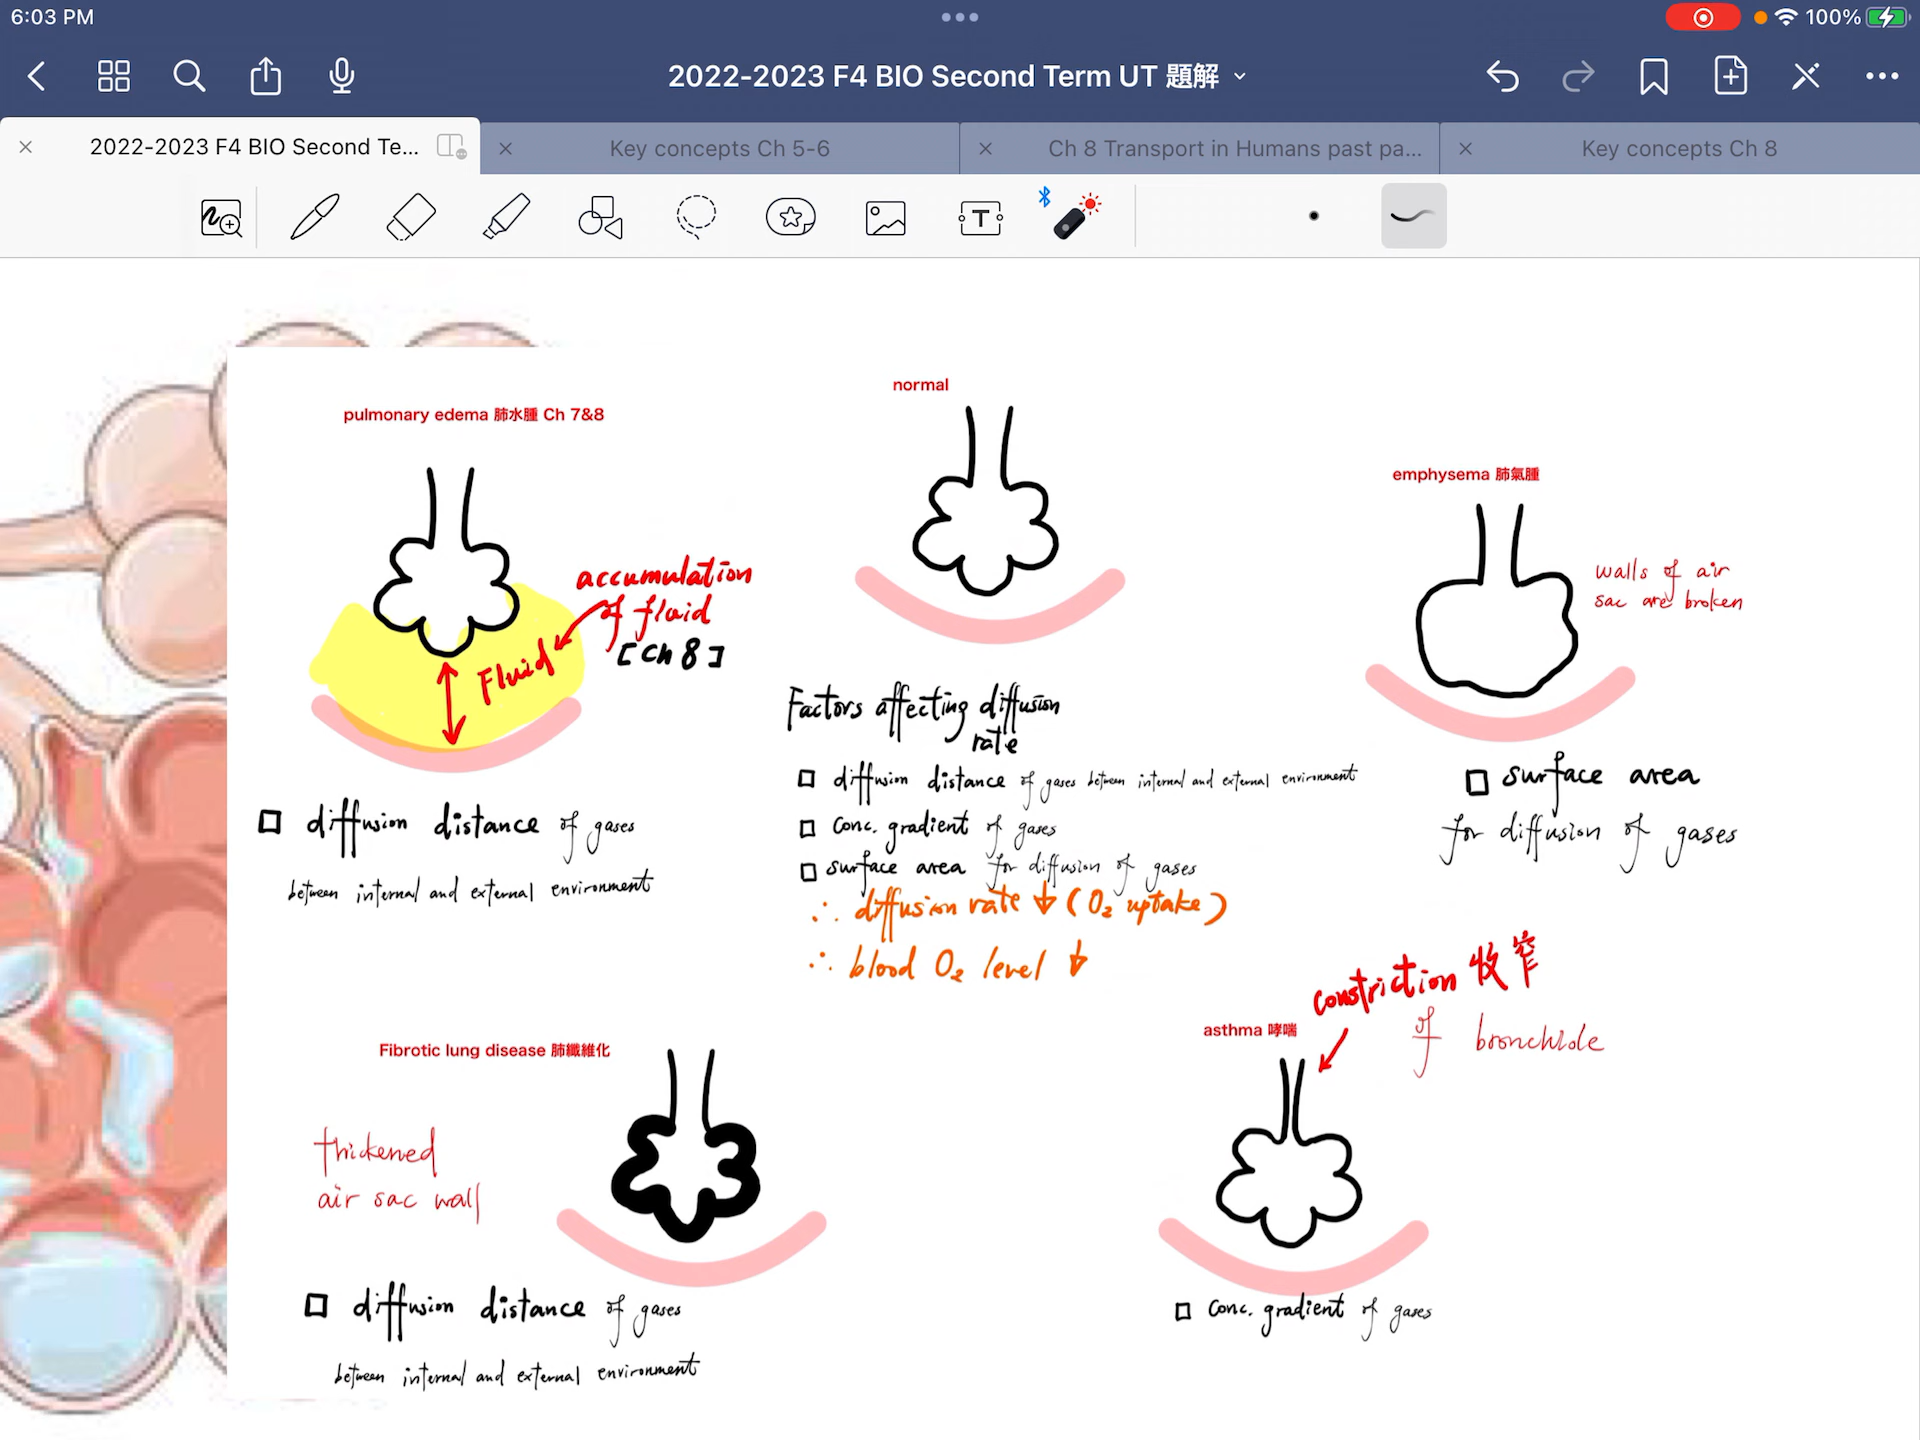 6:03 PM
100%
2022-2023 F4 BIO Second Term UT 題解
2022-2023 F4 BIO Second Te...
Key concepts Ch 5-6
Ch 8 Transport in Humans past pa...
Key concepts Ch 8
normal
pulmonary edema 肺水腫 Ch 7&8
accumulation
of fluid
[Ch 8]
Fluid
diffusion distance of gases
between internal and external environment
Factors affecting diffusion
rate
diffusion distance of gases between internal and external environment
conc. gradient of gases
surface area for diffusion of gases
∴ diffusion rate ↓ (O₂ uptake)
∴ blood O₂ level ↓
emphysema 肺氣腫
walls of air
sac are broken
surface area
for diffusion of gases
Fibrotic lung disease 肺纖維化
thickened
air sac wall
diffusion distance of gases
between internal and external environment
constriction 收窄
of bronchiole
asthma 哮喘
conc. gradient of gases